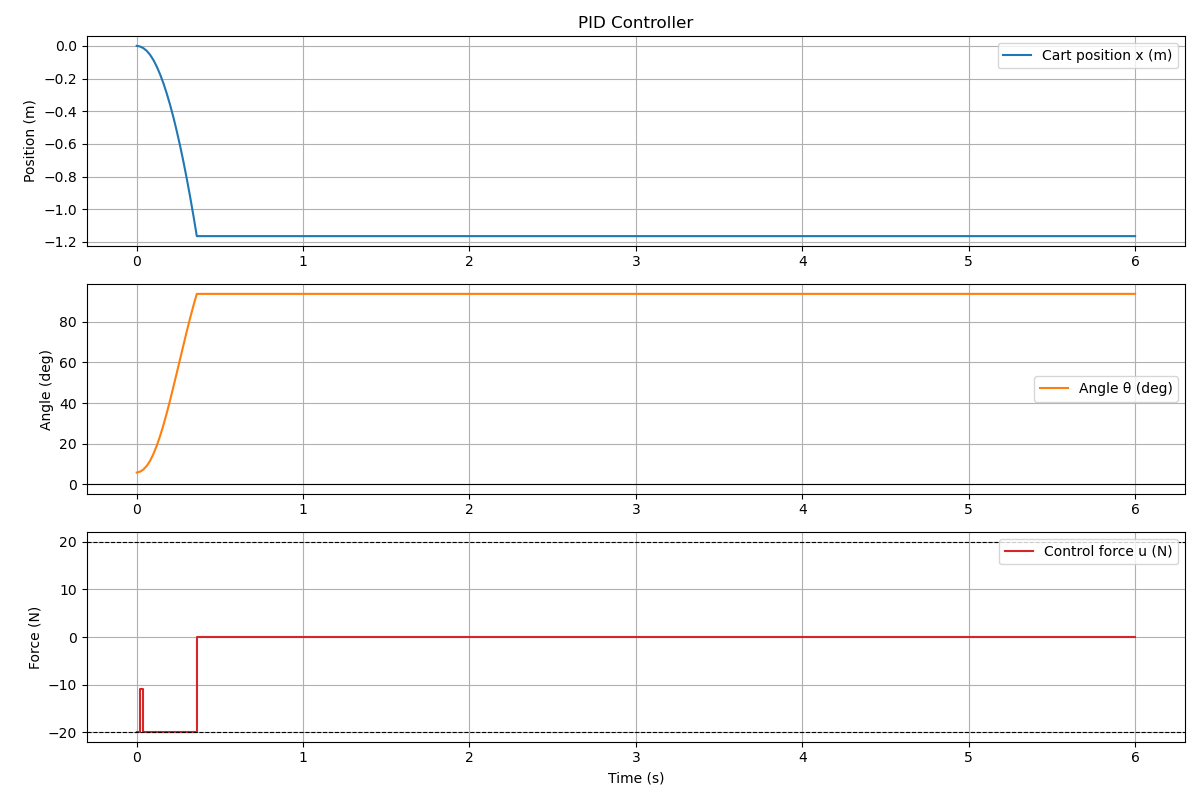 PID Controller
Cart position x (m)
Position (m)
0.0
−0.2
−0.4
−0.6
−0.8
−1.0
−1.2
0 1 2 3 4 5 6
Angle θ (deg)
Angle (deg)
80
60
40
20
0
0 1 2 3 4 5 6
Control force u (N)
Force (N)
20
10
0
−10
−20
0 1 2 3 4 5 6
Time (s)